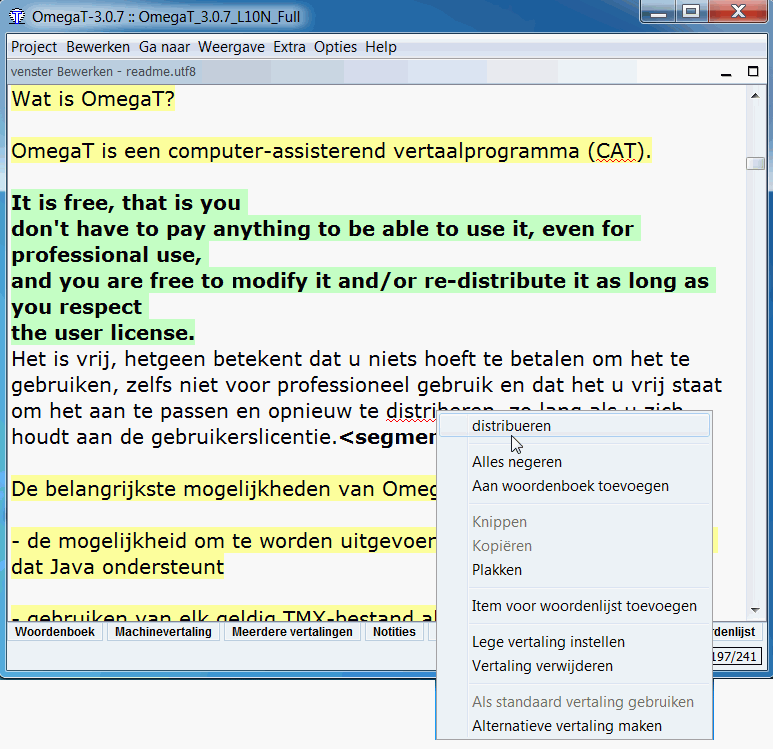 OmegaT-3.0.7 :: OmegaT_3.0.7_L10N_Full
Project Bewerken Ga naar Weergave Extra Opties Help
venster Bewerken - readme.utf8
Wat is OmegaT?
OmegaT is een computer-assisterend vertaalprogramma (CAT).
It is free, that is you
don't have to pay anything to be able to use it, even for
professional use,
and you are free to modify it and/or re-distribute it as long as
you respect
the user license.
Het is vrij, hetgeen betekent dat u niets hoeft te betalen om het te
gebruiken, zelfs niet voor professioneel gebruik en dat het u vrij staat
om het aan te passen en opnieuw te distriberen, zo lang als u zich
houdt aan de gebruikerslicentie.<segmen
De belangrijkste mogelijkheden van Omeg
- de mogelijkheid om te worden uitgevoer
dat Java ondersteunt
- gebruiken van elk geldig TMX-bestand al
distribueren
Alles negeren
Aan woordenboek toevoegen
Knippen
Kopiëren
Plakken
Item voor woordenlijst toevoegen
Lege vertaling instellen
Vertaling verwijderen
Als standaard vertaling gebruiken
Alternatieve vertaling maken
Woordenboek Machinevertaling Meerdere vertalingen Notities rdenlijst
197/241